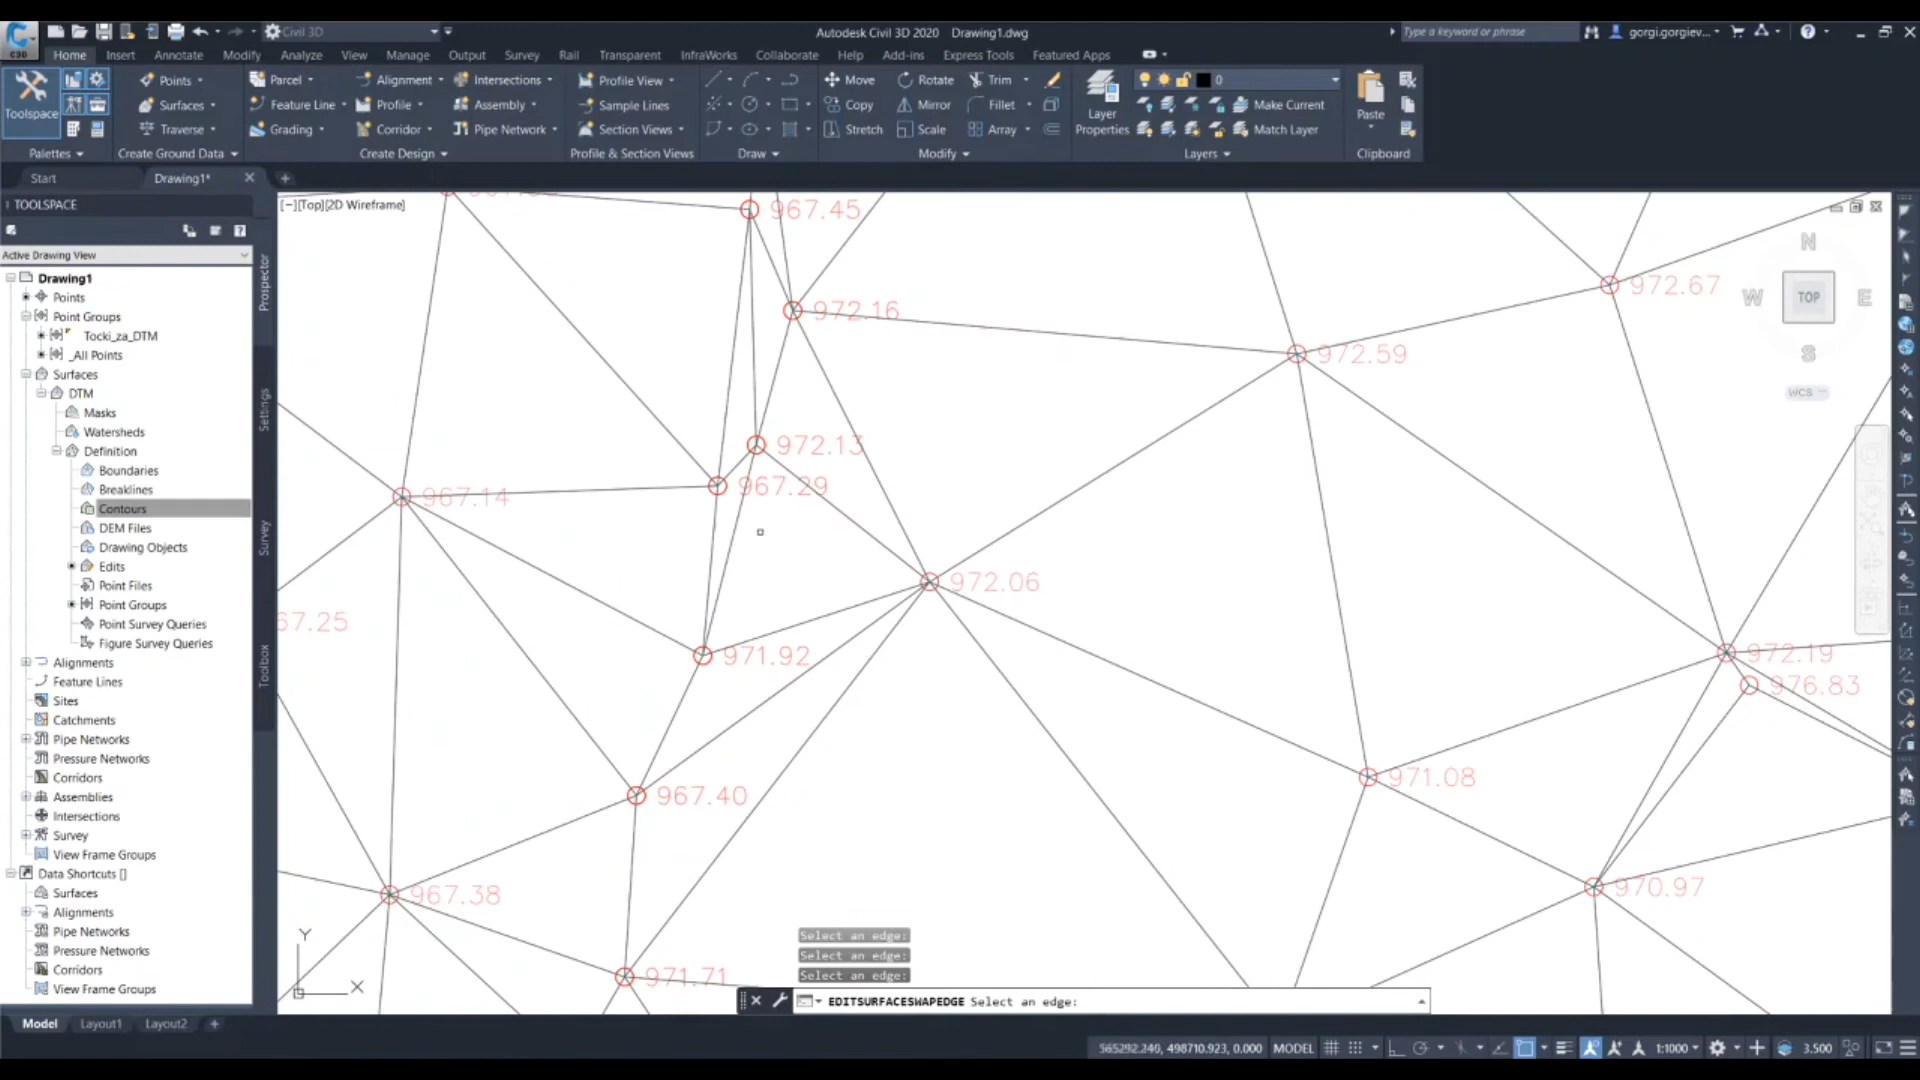 Civil 3D
Autodesk Civil 3D 2020 Drawing1.dwg
Type a keyword or phrase
gorgi.gorgiev...
C3D
Home Insert Annotate Modify Analyze View Manage Output Survey Rail Transparent InfraWorks Collaborate Help Add-ins Express Tools Featured Apps
Toolspace
Points
Surfaces
Traverse
Parcel
Feature Line
Grading
Alignment
Profile
Corridor
Intersections
Assembly
Pipe Network
Profile View
Sample Lines
Section Views
Move
Copy
Stretch
Rotate
Mirror
Scale
Trim
Fillet
Array
Layer
Properties
0
Make Current
Match Layer
Paste
Palettes
Create Ground Data
Create Design
Profile & Section Views
Draw
Modify
Layers
Clipboard
Start
Drawing1*
TOOLSPACE
Active Drawing View
Drawing1
Points
Point Groups
Tocki_za_DTM
_All Points
Surfaces
DTM
Masks
Watersheds
Definition
Boundaries
Breaklines
Contours
DEM Files
Drawing Objects
Edits
Point Files
Point Groups
Point Survey Queries
Figure Survey Queries
Alignments
Feature Lines
Sites
Catchments
Pipe Networks
Pressure Networks
Corridors
Assemblies
Intersections
Survey
View Frame Groups
Data Shortcuts []
Surfaces
Alignments
Pipe Networks
Pressure Networks
Corridors
View Frame Groups
Prospector
Settings
Survey
Toolbox
[−][Top][2D Wireframe]
967.45
972.16
972.67
972.59
972.13
967.29
967.14
972.06
67.25
971.92
972.19
976.83
971.08
967.40
970.97
967.38
971.71
N
W
TOP
E
S
WCS
Y
X
Select an edge:
Select an edge:
Select an edge:
EDITSURFACESWAPEDGE Select an edge:
Model Layout1 Layout2
565292.246, 498710.923, 0.000 MODEL 1:1000 3.500